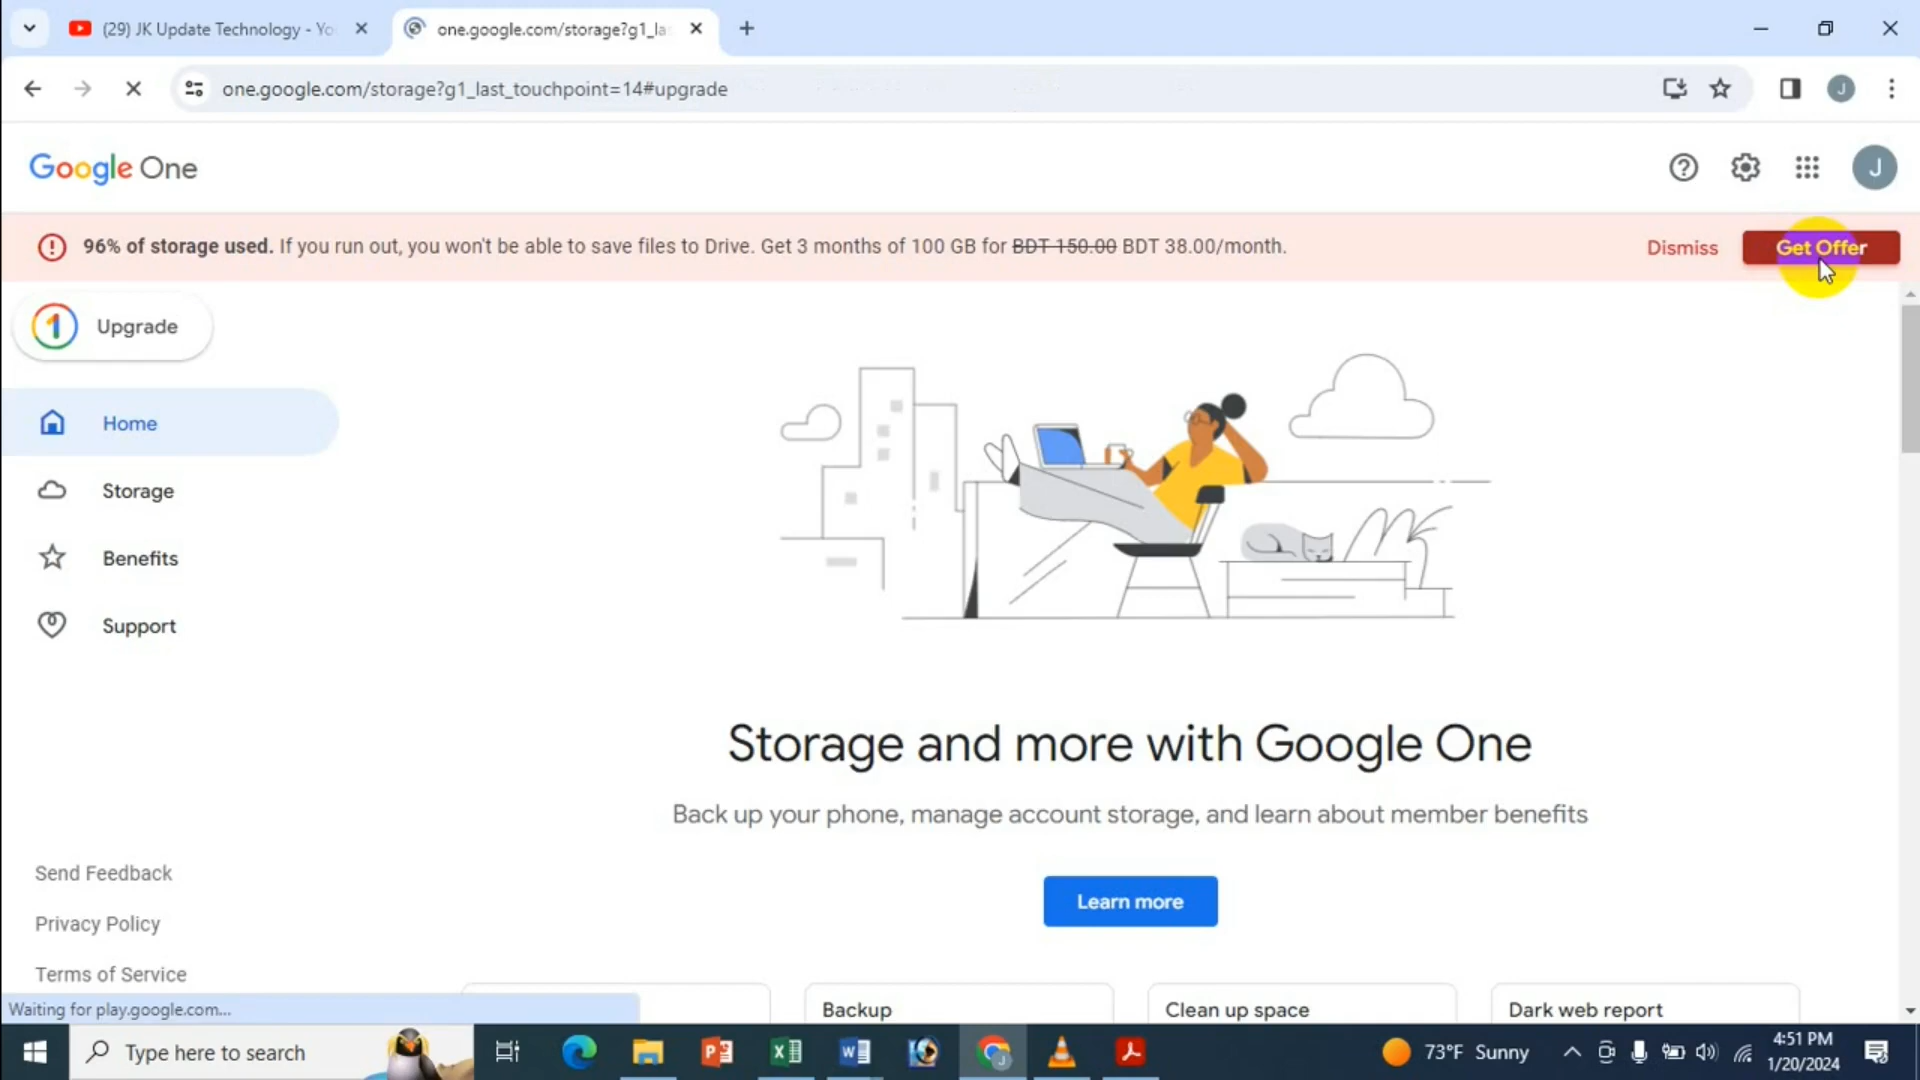 (29) JK Update Technology - Yo
one.google.com/storage?g1_la
one.google.com/storage?g1_last_touchpoint=14#upgrade
J
Google One
J
96% of storage used. If you run out, you won't be able to save files to Drive. Get 3 months of 100 GB for BDT 150.00 BDT 38.00/month.
Dismiss
Get Offer
1 Upgrade
Home
Storage
Benefits
Support
Storage and more with Google One
Back up your phone, manage account storage, and learn about member benefits
Learn more
Send Feedback
Privacy Policy
Terms of Service
Waiting for play.google.com...
Backup
Clean up space
Dark web report
Type here to search
73°F Sunny
4:51 PM
1/20/2024